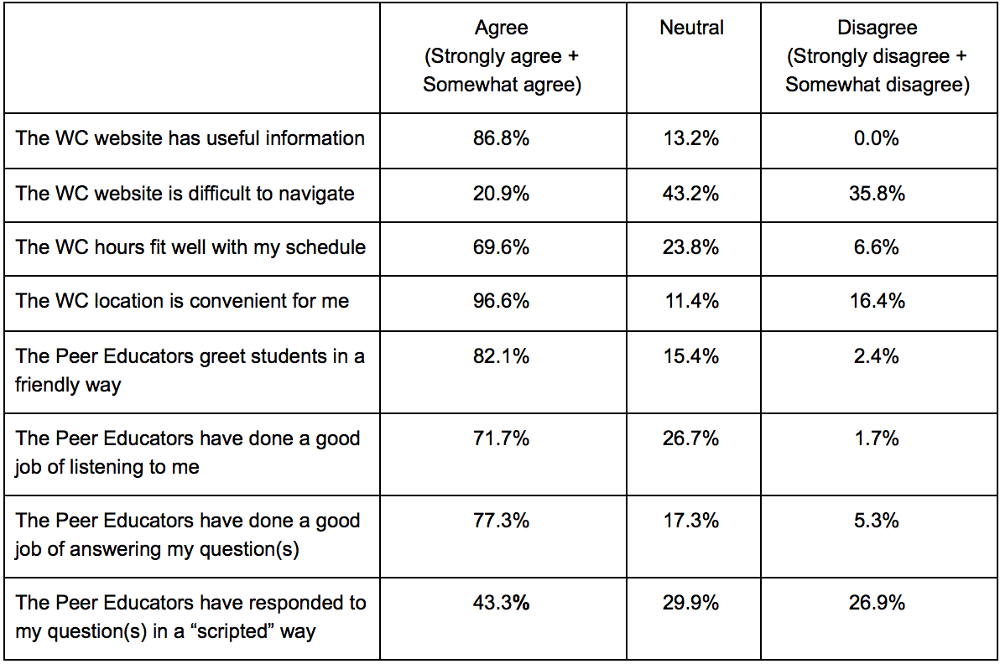 Agree
(Strongly agree +
Somewhat agree)
Neutral
Disagree
(Strongly disagree +
Somewhat disagree)
The WC website has useful information
86.8%
13.2%
0.0%
The WC website is difficult to navigate
20.9%
43.2%
35.8%
The WC hours fit well with my schedule
69.6%
23.8%
6.6%
The WC location is convenient for me
96.6%
11.4%
16.4%
The Peer Educators greet students in a
friendly way
82.1%
15.4%
2.4%
The Peer Educators have done a good
job of listening to me
71.7%
26.7%
1.7%
The Peer Educators have done a good
job of answering my question(s)
77.3%
17.3%
5.3%
The Peer Educators have responded to
my question(s) in a “scripted” way
43.3%
29.9%
26.9%